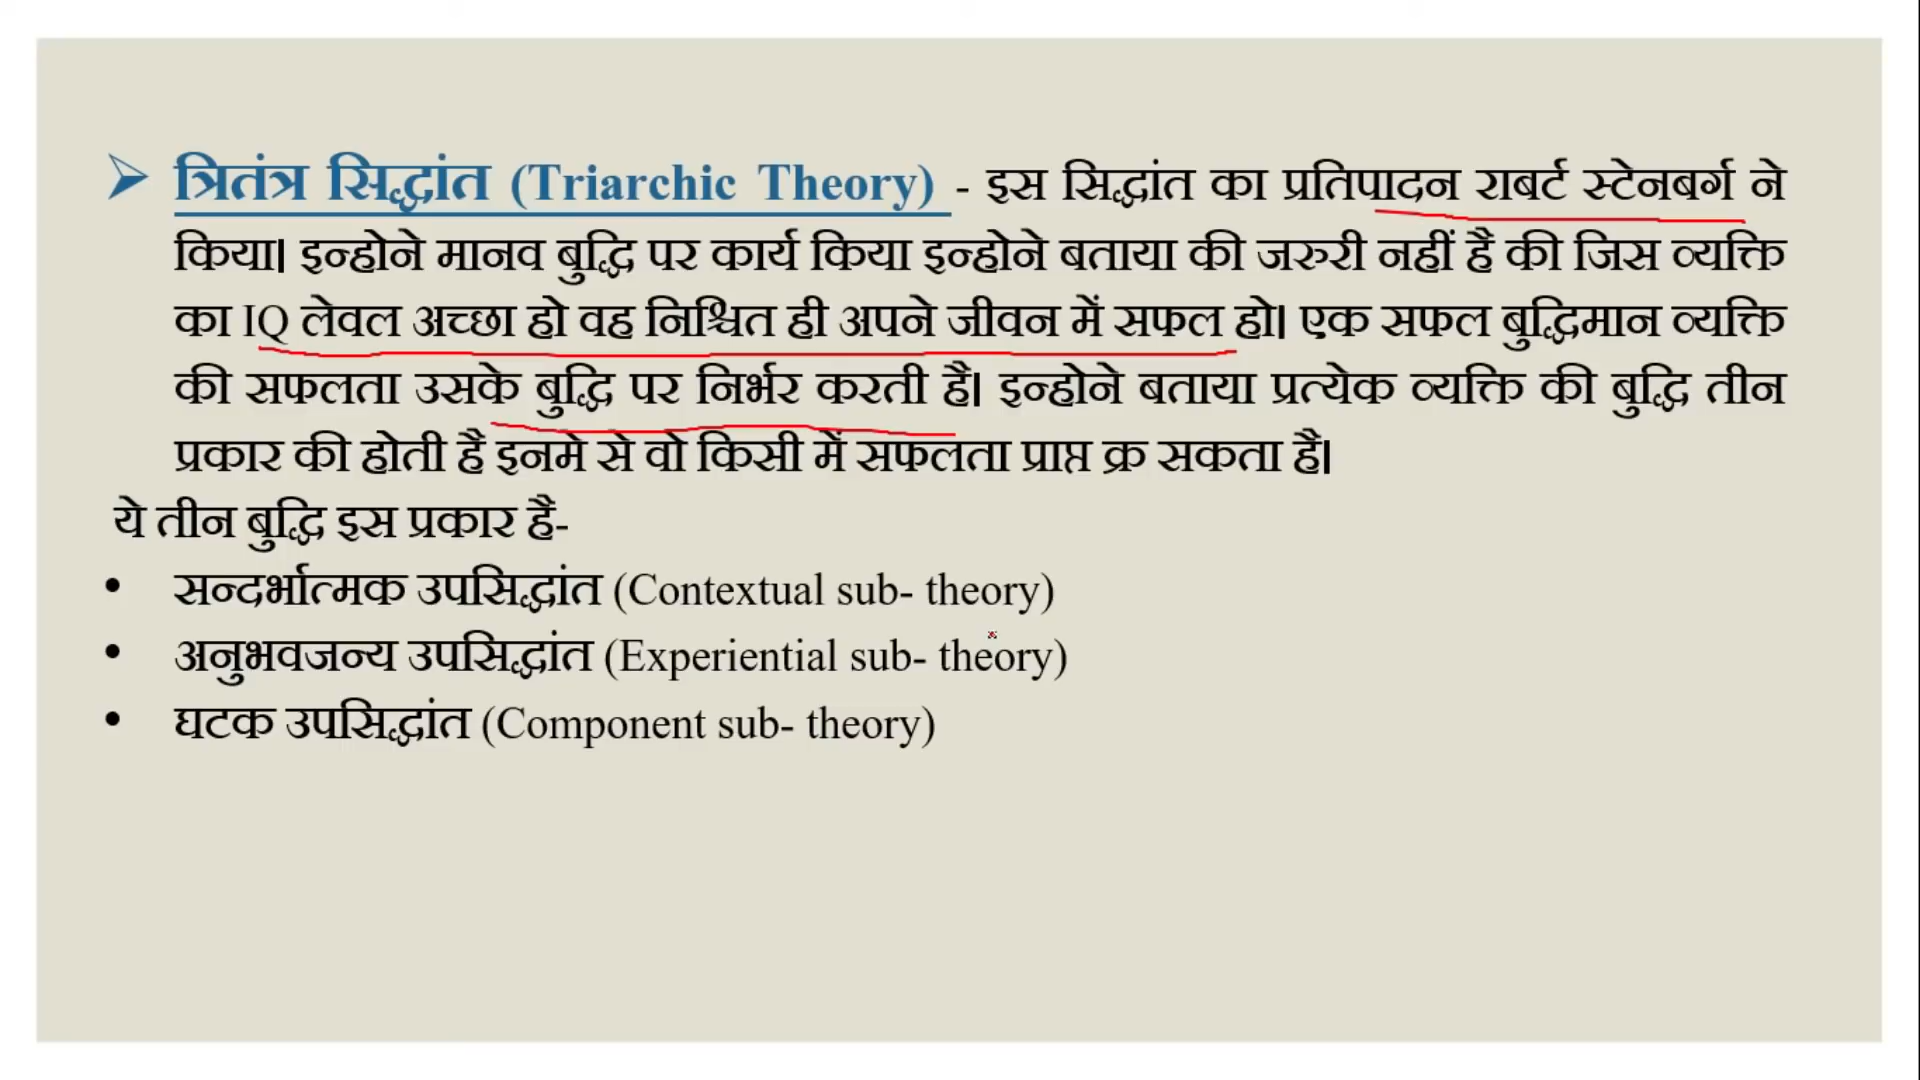 त्रितंत्र सिद्धांत (Triarchic Theory) - इस सिद्धांत का प्रतिपादन राबर्ट स्टेनबर्ग ने
किया। इन्होने मानव बुद्धि पर कार्य किया इन्होने बताया की जरुरी नहीं है की जिस व्यक्ति
का IQ लेवल अच्छा हो वह निश्चित ही अपने जीवन में सफल हो। एक सफल बुद्धिमान व्यक्ति
की सफलता उसके बुद्धि पर निर्भर करती है। इन्होने बताया प्रत्येक व्यक्ति की बुद्धि तीन
प्रकार की होती है इनमे से वो किसी में सफलता प्राप्त क्र सकता है।
ये तीन बुद्धि इस प्रकार हैं-
• सन्दर्भात्मक उपसिद्धांत (Contextual sub- theory)
• अनुभवजन्य उपसिद्धांत (Experiential sub- theory)
• घटक उपसिद्धांत (Component sub- theory)